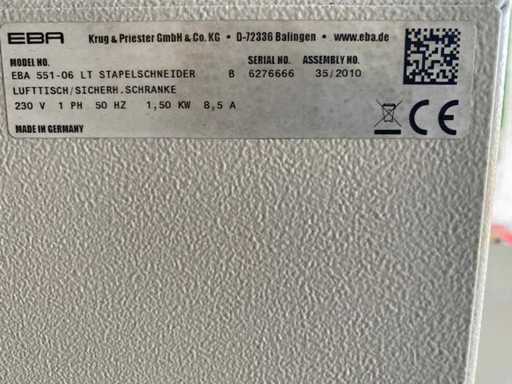 EBA Krug & Priester GmbH & Co. KG • D-72336 Balingen • www.eba.de
MODEL NO. SERIAL NO. ASSEMBLY NO.
EBA 551-06 LT STAPELSCHNEIDER B 6276666 35/2010
LUFTTISCH/SICHERH.SCHRANKE
230 V 1 PH 50 HZ 1,50 KW 8,5 A
MADE IN GERMANY CE